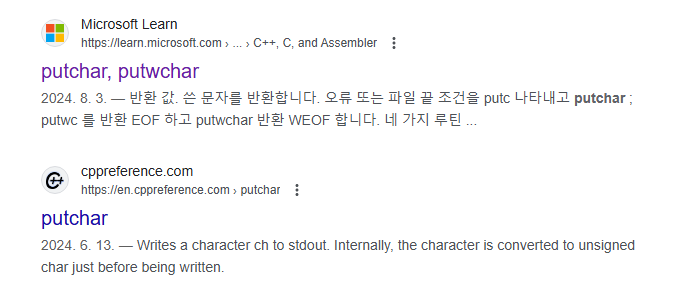 Microsoft Learn
https://learn.microsoft.com › ... › C++, C, and Assembler
putchar, putwchar
2024. 8. 3. — 반환 값. 쓴 문자를 반환합니다. 오류 또는 파일 끝 조건을 putc 나타내고 putchar ;
putwc 를 반환 EOF 하고 putwchar 반환 WEOF 합니다. 네 가지 루틴 ...
C++
cppreference.com
https://en.cppreference.com › putchar
putchar
2024. 6. 13. — Writes a character ch to stdout. Internally, the character is converted to unsigned
char just before being written.